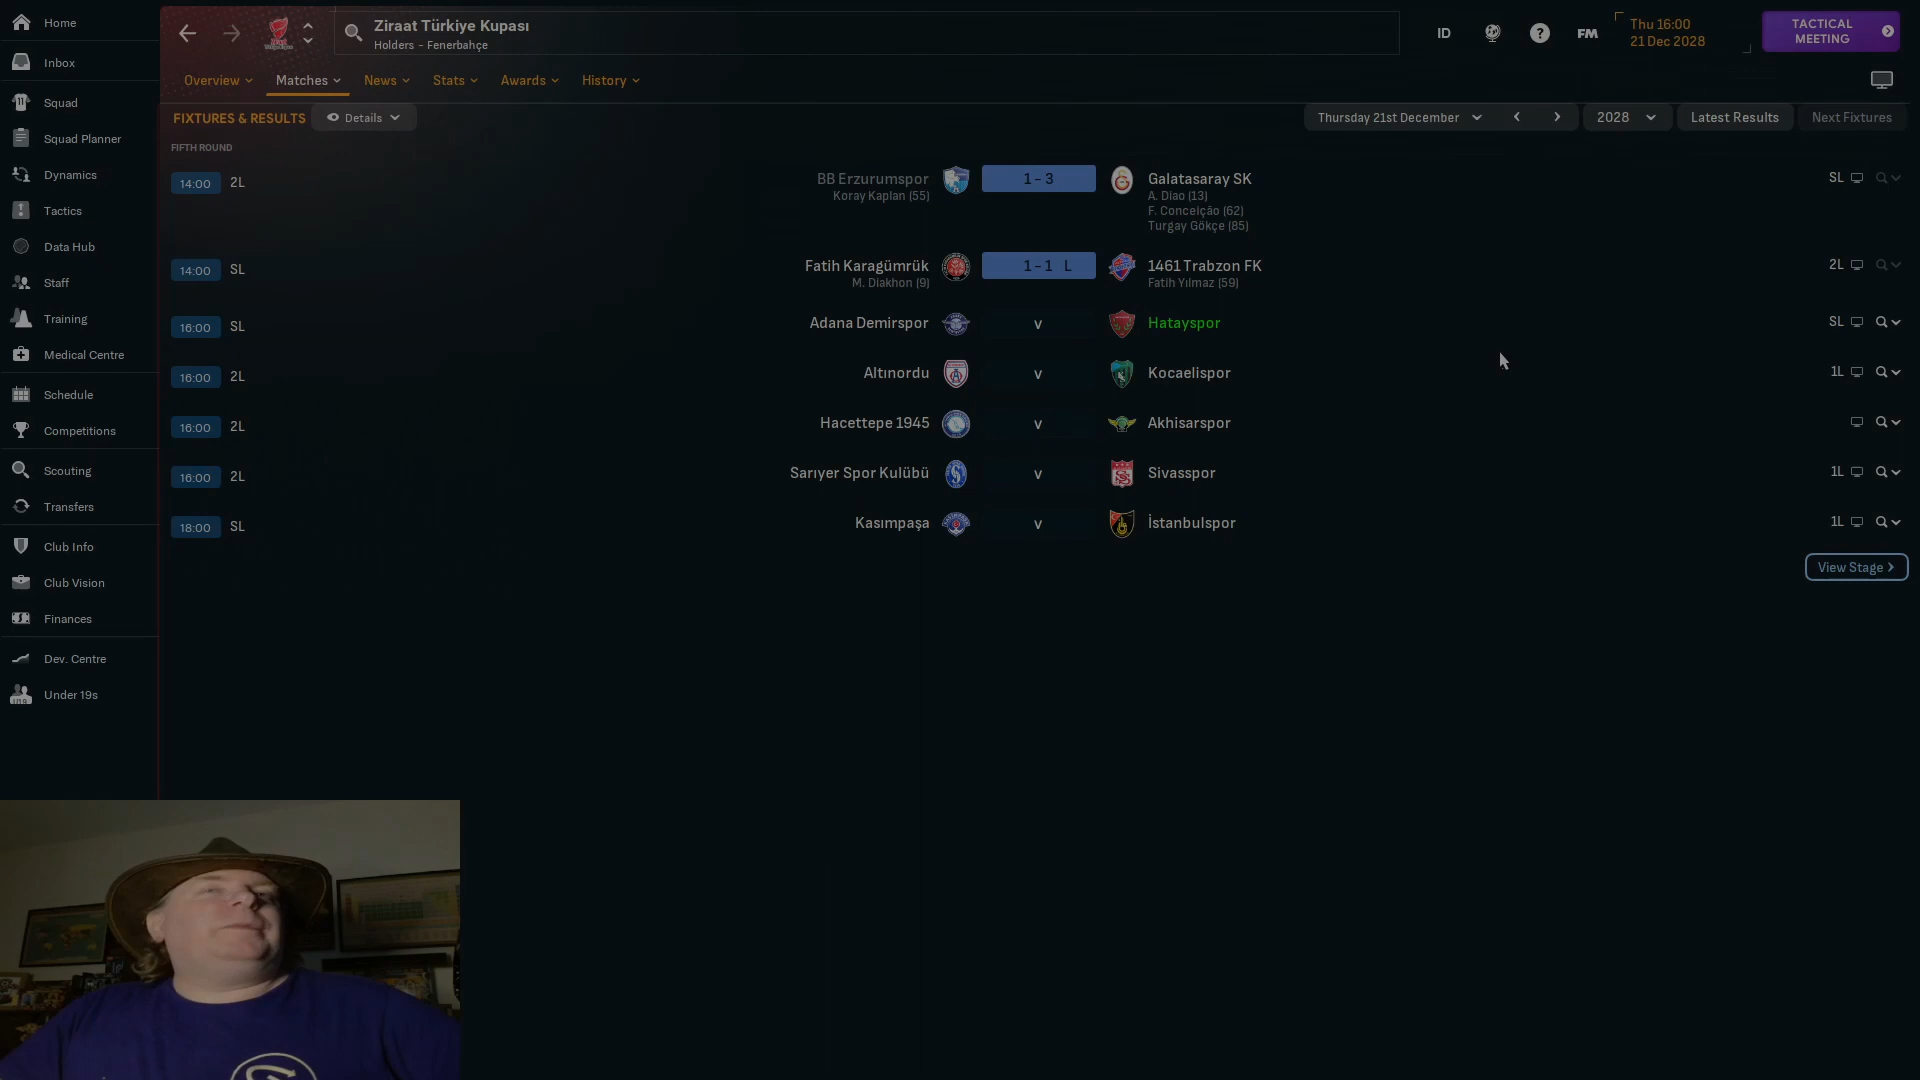 Home
Inbox
Squad
Squad Planner
Dynamics
Tactics
Data Hub
Staff
Training
Medical Centre
Schedule
Competitions
Scouting
Transfers
Club Info
Club Vision
Finances
Dev. Centre
Under 19s
Ziraat Türkiye Kupası
Holders - Fenerbahçe
ID
FM
Thu 16:00
21 Dec 2028
TACTICAL MEETING
Overview Matches News Stats Awards History
FIXTURES & RESULTS Details Thursday 21st December 2028 Latest Results Next Fixtures
FIFTH ROUND
14:00 2L BB Erzurumspor 1 - 3 Galatasaray SK SL
Koray Kaplan (55) A. Diao (13)
F. Conceição (62)
Turgay Gökçe (85)
14:00 SL Fatih Karagümrük 1 - 1 L 1461 Trabzon FK 2L
M. Diakhon (9) Fatih Yılmaz (59)
16:00 SL Adana Demirspor v Hatayspor SL
16:00 2L Altınordu v Kocaelispor 1L
16:00 2L Hacettepe 1945 v Akhisarspor
16:00 2L Sarıyer Spor Kulübü v Sivasspor 1L
18:00 SL Kasımpaşa v İstanbulspor 1L
View Stage